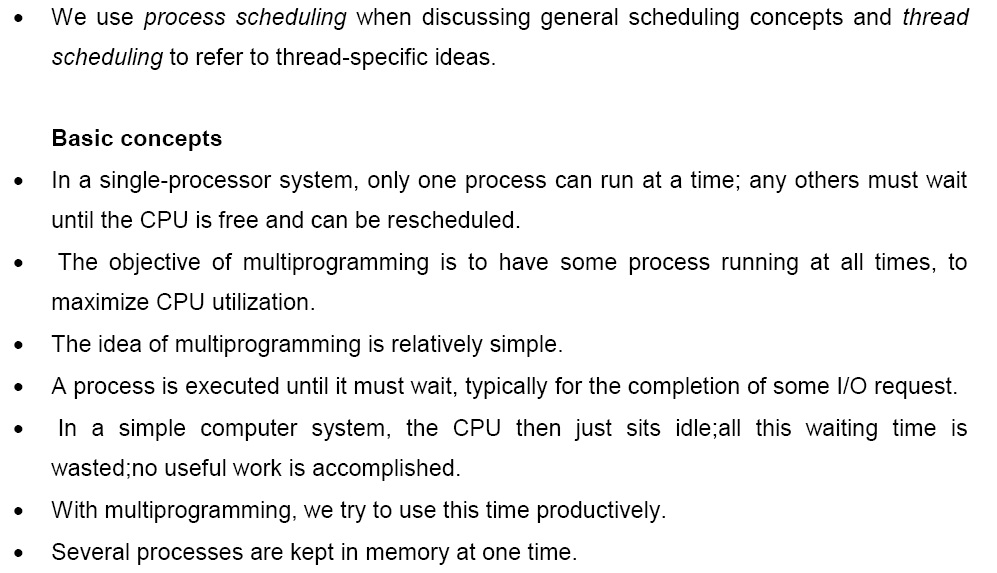 • We use process scheduling when discussing general scheduling concepts and thread
scheduling to refer to thread-specific ideas.
Basic concepts
• In a single-processor system, only one process can run at a time; any others must wait
until the CPU is free and can be rescheduled.
• The objective of multiprogramming is to have some process running at all times, to
maximize CPU utilization.
• The idea of multiprogramming is relatively simple.
• A process is executed until it must wait, typically for the completion of some I/O request.
• In a simple computer system, the CPU then just sits idle;all this waiting time is
wasted;no useful work is accomplished.
• With multiprogramming, we try to use this time productively.
• Several processes are kept in memory at one time.